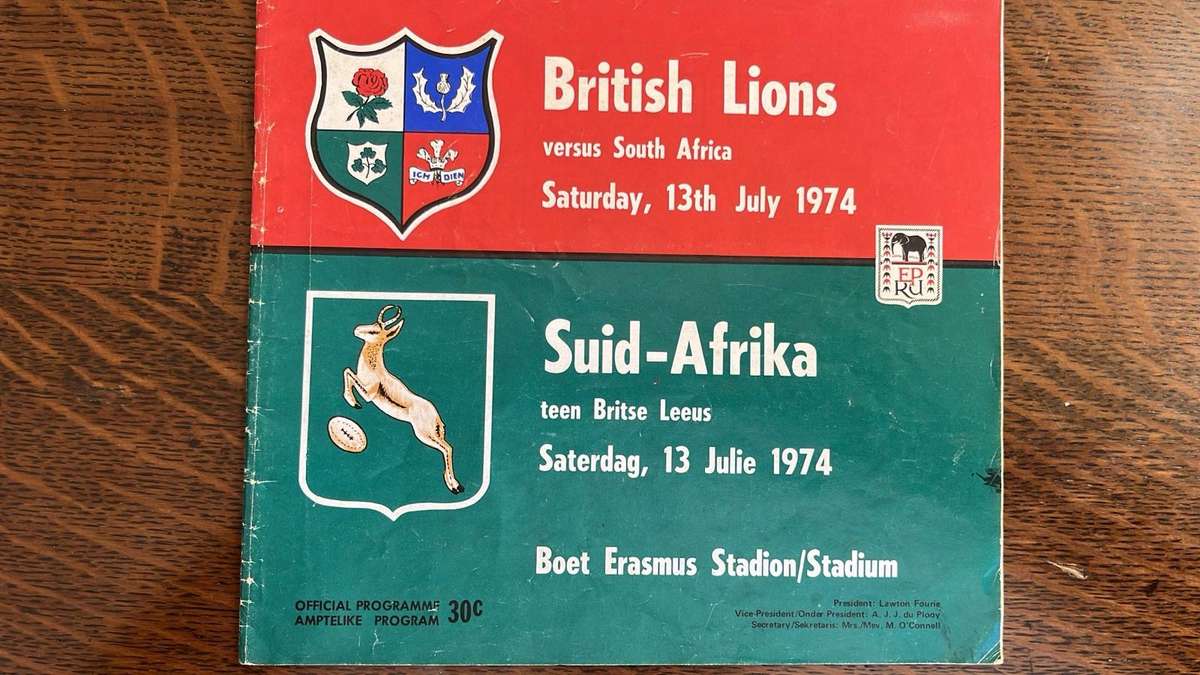 British Lions
versus South Africa
Saturday, 13th July 1974
ICH DIEN
EP
RU
Suid-Afrika
teen Britse Leeus
Saterdag, 13 Julie 1974
Boet Erasmus Stadion/Stadium
OFFICIAL PROGRAMME
AMPTELIKE PROGRAM 30c
President: Lawton Fourie
Vice-President/Onder President: A. J. J. du Plooy
Secretary/Sekretaris: Mrs./Mev. M. O'Connell